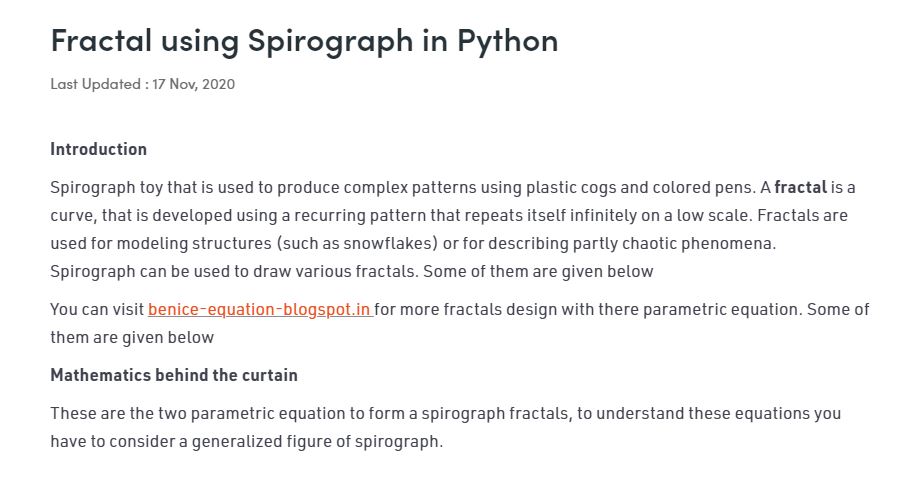 Fractal using Spirograph in Python
Last Updated : 17 Nov, 2020
Introduction
Spirograph toy that is used to produce complex patterns using plastic cogs and colored pens. A fractal is a
curve, that is developed using a recurring pattern that repeats itself infinitely on a low scale. Fractals are
used for modeling structures (such as snowflakes) or for describing partly chaotic phenomena.
Spirograph can be used to draw various fractals. Some of them are given below
You can visit benice-equation-blogspot.in for more fractals design with there parametric equation. Some of
them are given below
Mathematics behind the curtain
These are the two parametric equation to form a spirograph fractals, to understand these equations you
have to consider a generalized figure of spirograph.